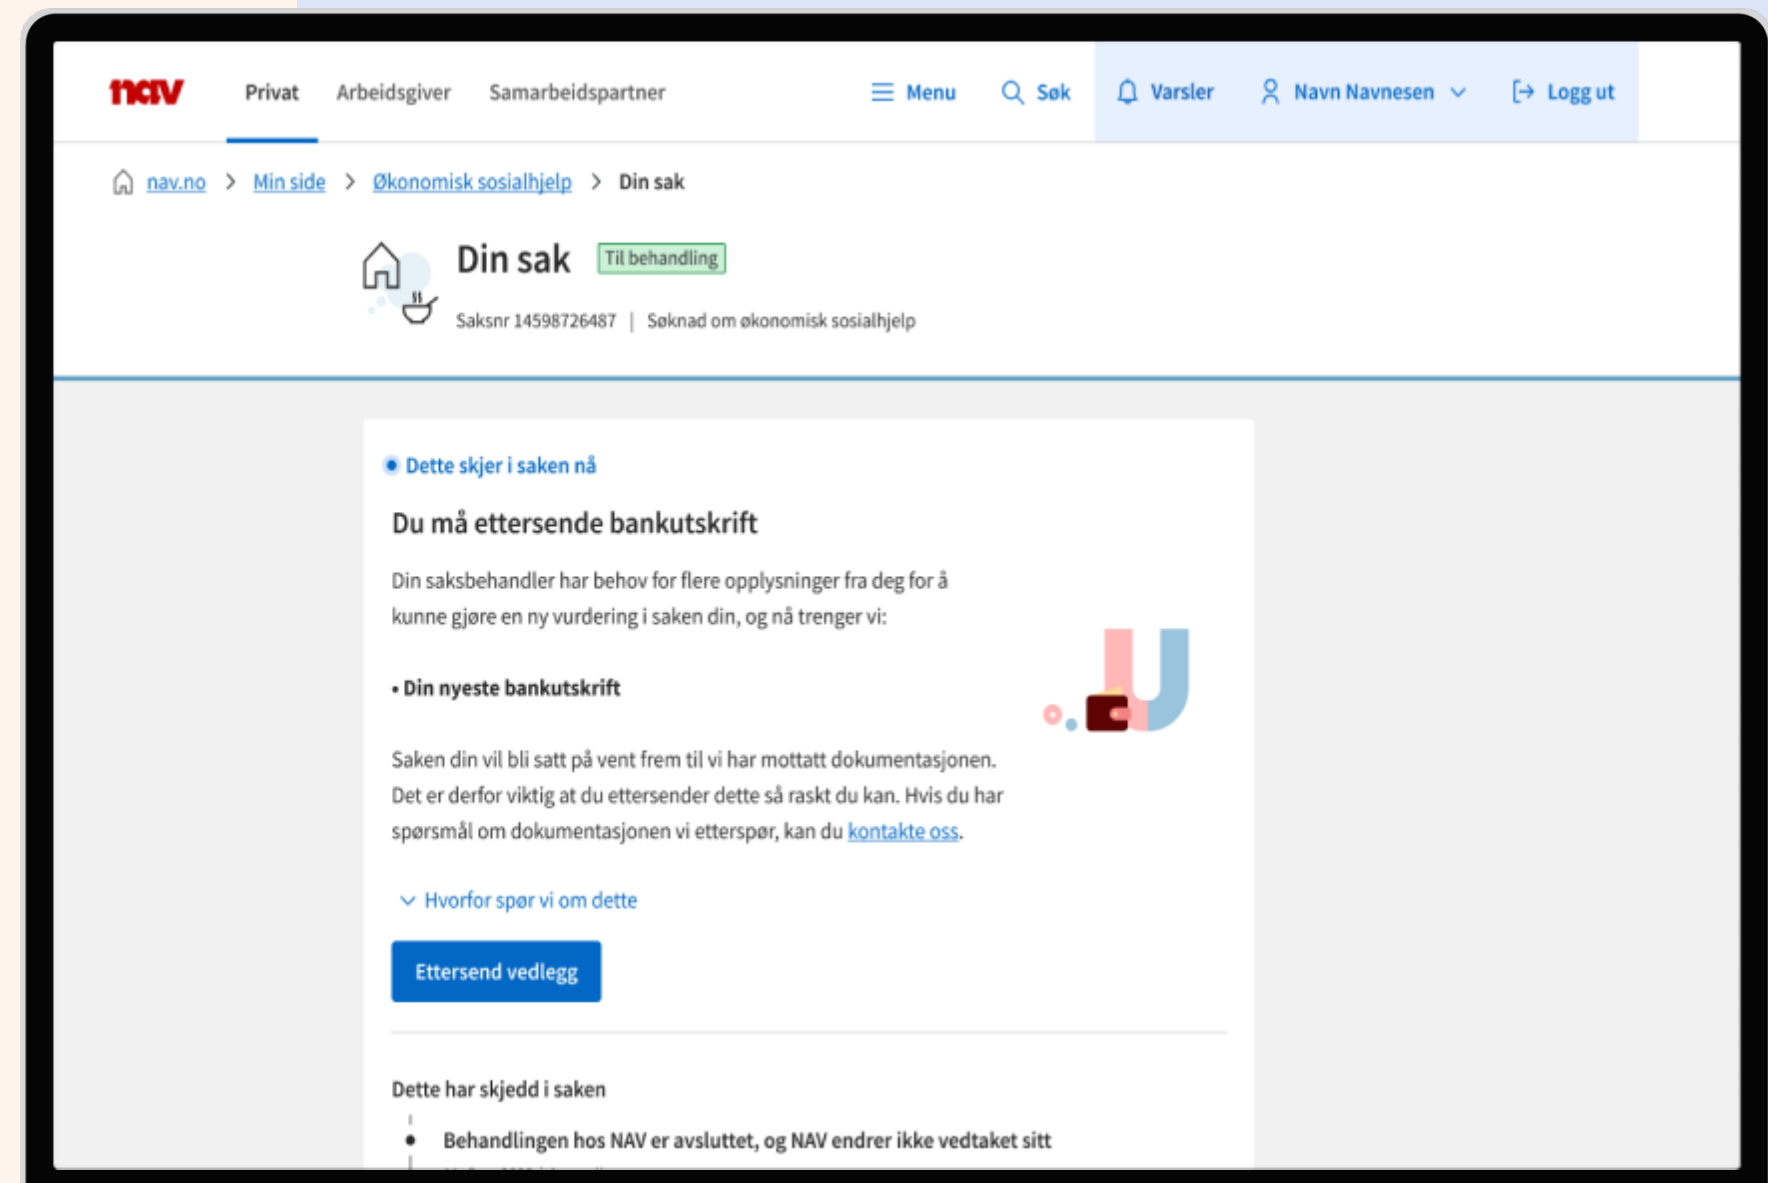 nav Privat Arbeidsgiver Samarbeidspartner Menu Søk Varsler Navn Navnesen Logg ut
nav.no > Min side > Økonomisk sosialhjelp > Din sak
Din sak Til behandling
Saksnr 14598726487 | Søknad om økonomisk sosialhjelp
Dette skjer i saken nå
Du må ettersende bankutskrift
Din saksbehandler har behov for flere opplysninger fra deg for å
kunne gjøre en ny vurdering i saken din, og nå trenger vi:
• Din nyeste bankutskrift
Saken din vil bli satt på vent frem til vi har mottatt dokumentasjonen.
Det er derfor viktig at du ettersender dette så raskt du kan. Hvis du har
spørsmål om dokumentasjonen vi etterspør, kan du kontakte oss.
Hvorfor spør vi om dette
Ettersend vedlegg
Dette har skjedd i saken
Behandlingen hos NAV er avsluttet, og NAV endrer ikke vedtaket sitt